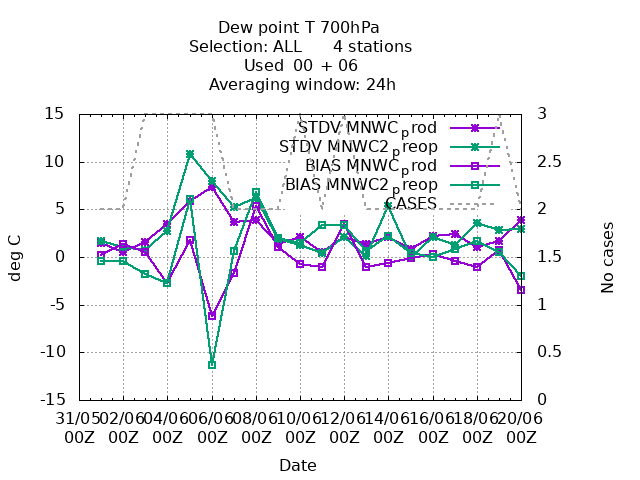 Dew point T 700hPa
Selection: ALL      4 stations
Used  00  + 06
Averaging window: 24h
15
10
5
0
-5
-10
-15
3
2.5
2
1.5
1
0.5
0
deg C
No cases
STDV MNWC_prod
STDV MNWC2_preop
BIAS MNWC_prod
BIAS MNWC2_preop
CASES
31/05 02/06 04/06 06/06 08/06 10/06 12/06 14/06 16/06 18/06 20/06
00Z 00Z 00Z 00Z 00Z 00Z 00Z 00Z 00Z 00Z 00Z
Date